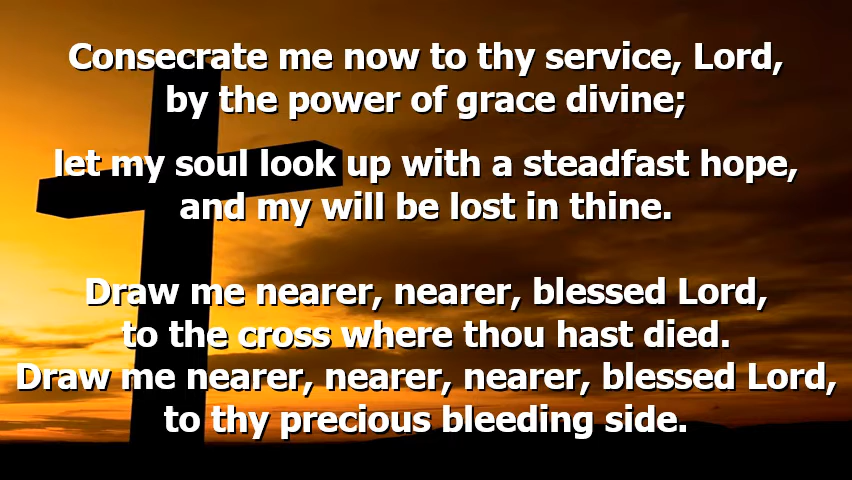 Consecrate me now to thy service, Lord,
by the power of grace divine;
let my soul look up with a steadfast hope,
and my will be lost in thine.
Draw me nearer, nearer, blessed Lord,
to the cross where thou hast died.
Draw me nearer, nearer, nearer, blessed Lord,
to thy precious bleeding side.